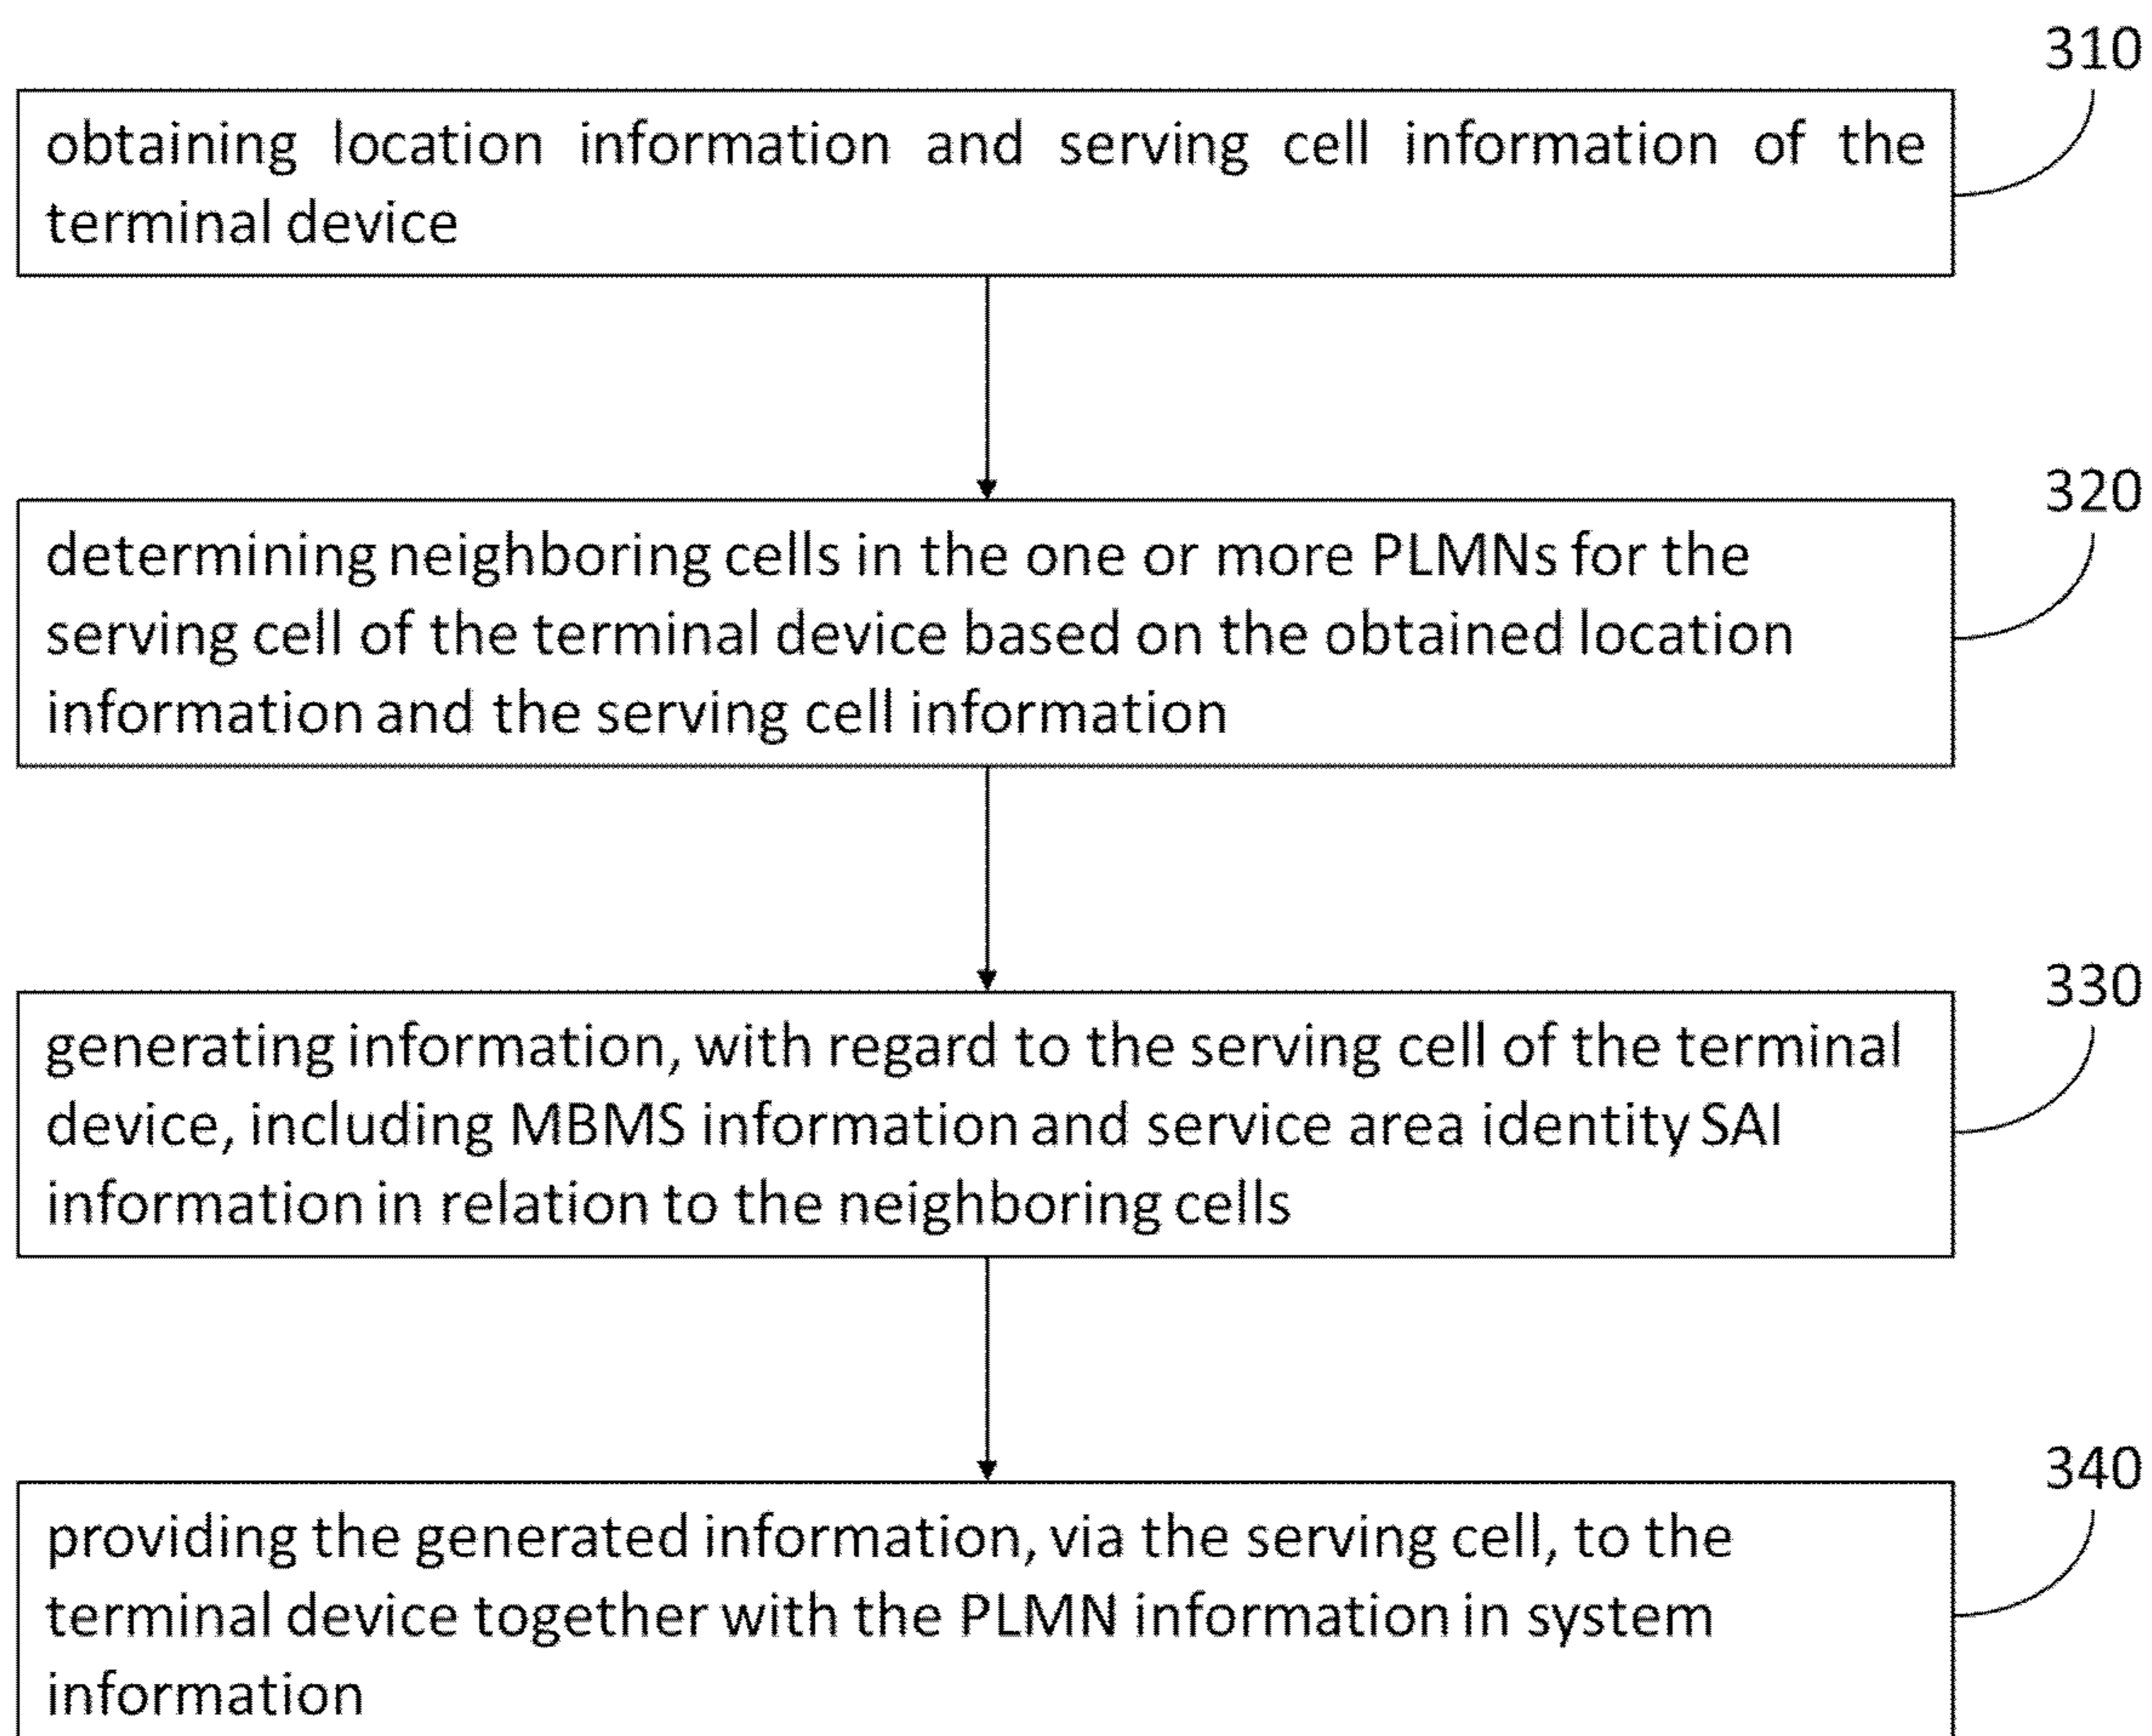 310
obtaining location information and serving cell information of the
terminal device
320
determining neighboring cells in the one or more PLMNs for the
serving cell of the terminal device based on the obtained location
information and the serving cell information
330
generating information, with regard to the serving cell of the terminal
device, including MBMS information and service area identity SAI
information in relation to the neighboring cells
340
providing the generated information, via the serving cell, to the
terminal device together with the PLMN information in system
information